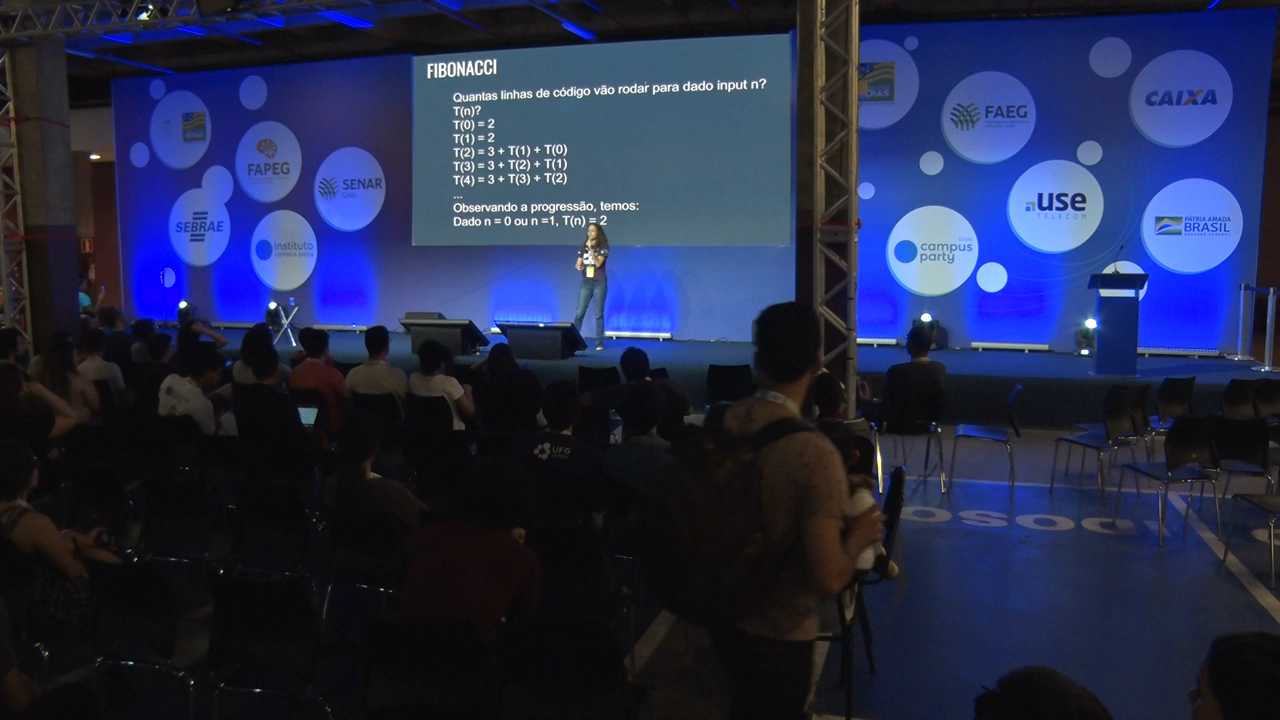 FIBONACCI
Quantas linhas de código vão rodar para dado input n?
T(n)?
T(0) = 2
T(1) = 2
T(2) = 3 + T(1) + T(0)
T(3) = 3 + T(2) + T(1)
T(4) = 3 + T(3) + T(2)
...
Observando a progressão, temos:
Dado n = 0 ou n =1, T(n) = 2
FAPEG
SENAR
SEBRAE
instituto
campus party
FAEG
CAIXA
use
TELECOM
PÁTRIA AMADA
BRASIL
campus
party
UFG